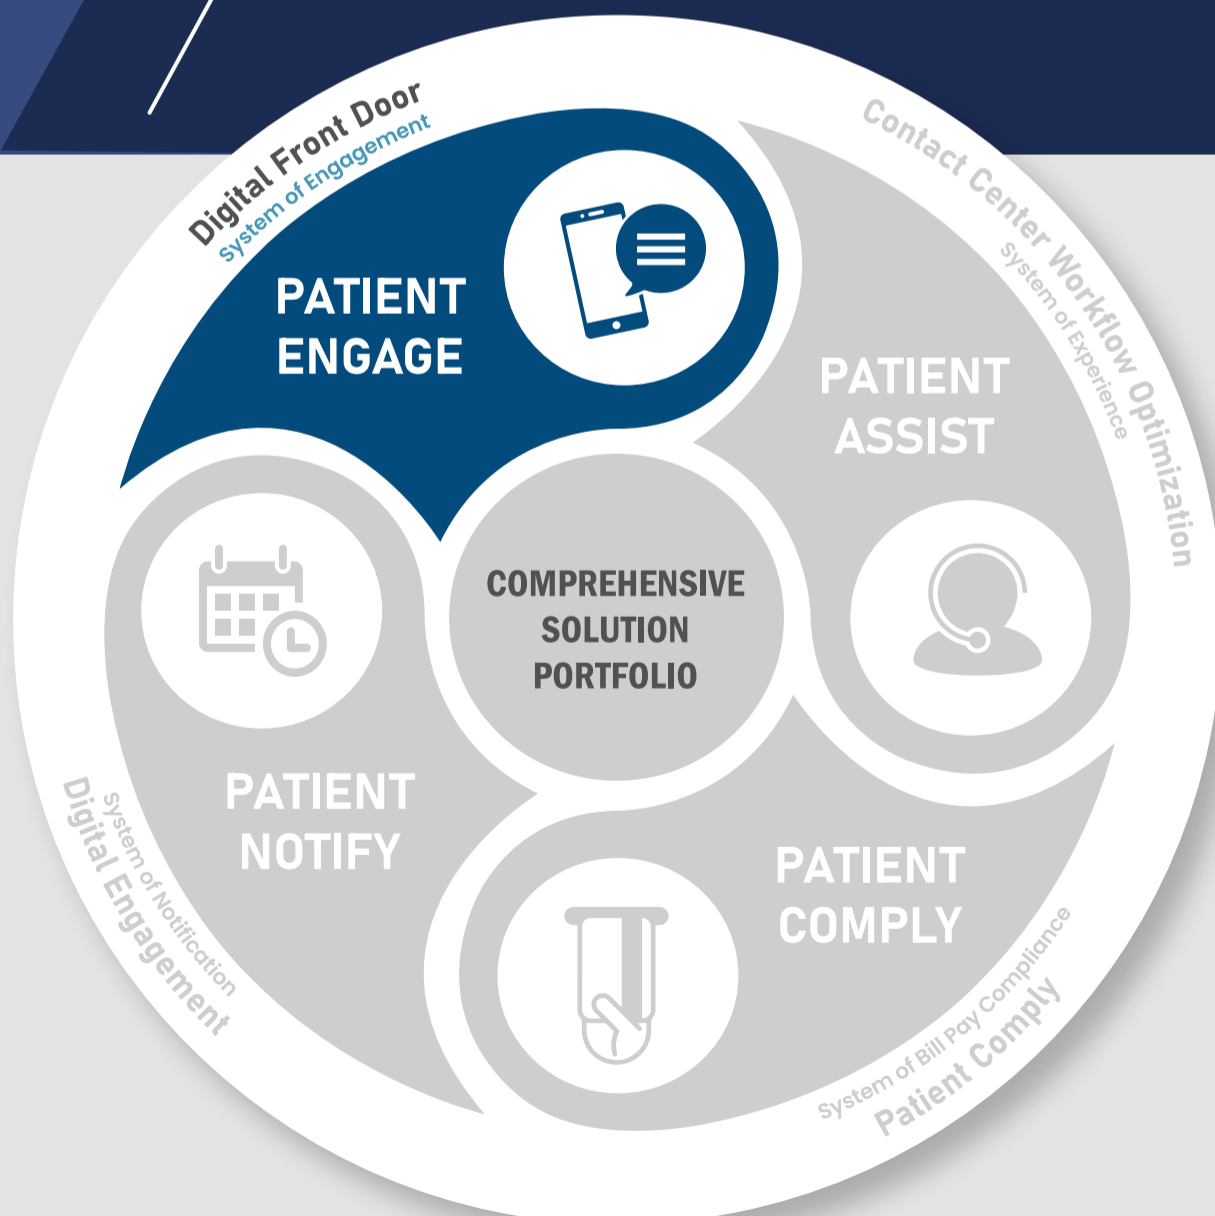 Digital Front Door
System of Engagement
PATIENT
ENGAGE
Contact Center Workflow Optimization
System of Experience
PATIENT
ASSIST
COMPREHENSIVE
SOLUTION
PORTFOLIO
PATIENT
NOTIFY
System of Notification
Digital Engagement
PATIENT
COMPLY
System of Bill Pay Compliance
Patient Comply